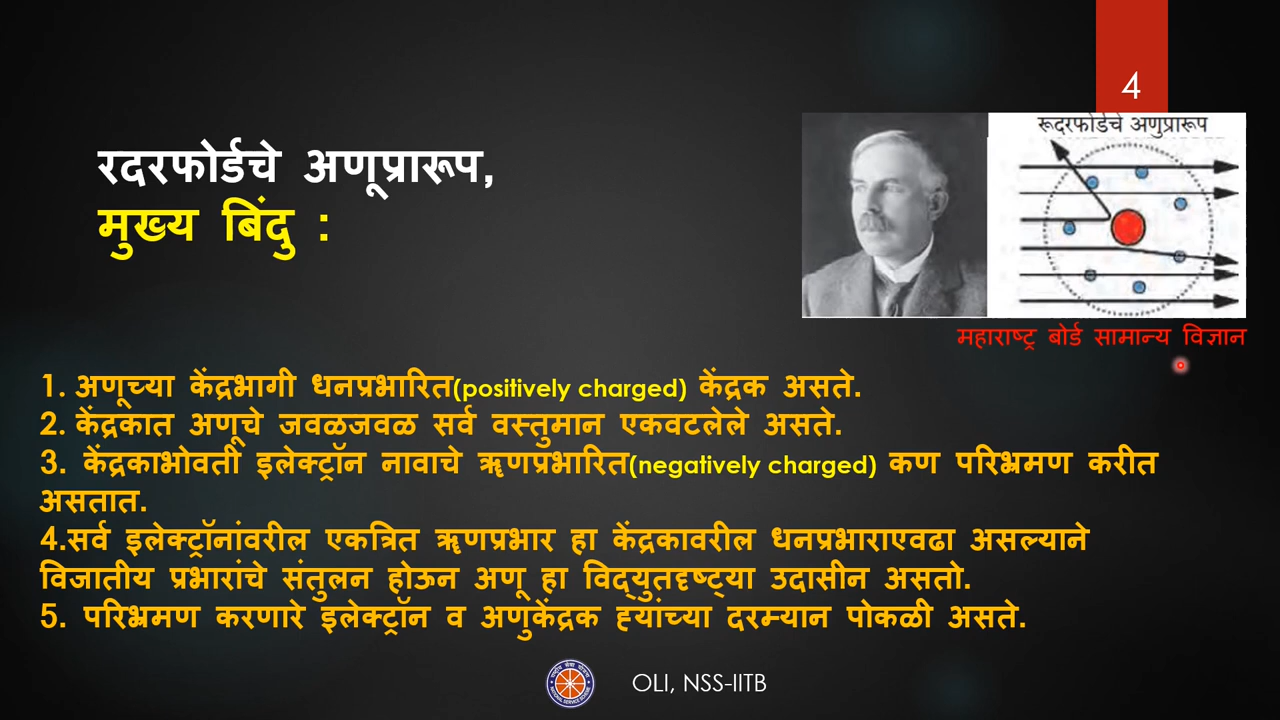 4
रदरफोर्डचे अणूप्रारूप,
मुख्य बिंदु :
रूदरफोर्डचे अणुप्रारूप
महाराष्ट्र बोर्ड सामान्य विज्ञान
1. अणूच्या केंद्रभागी धनप्रभारित(positively charged) केंद्रक असते.
2. केंद्रकात अणूचे जवळजवळ सर्व वस्तुमान एकवटलेले असते.
3. केंद्रकाभोवती इलेक्ट्रॉन नावाचे ॠणप्रभारित(negatively charged) कण परिभ्रमण करीत
असतात.
4.सर्व इलेक्ट्रॉनांवरील एकत्रित ॠणप्रभार हा केंद्रकावरील धनप्रभाराएवढा असल्याने
विजातीय प्रभारांचे संतुलन होऊन अणू हा विद्युतदृष्ट्या उदासीन असतो.
5. परिभ्रमण करणारे इलेक्ट्रॉन व अणुकेंद्रक ह्यांच्या दरम्यान पोकळी असते.
OLI, NSS-IITB